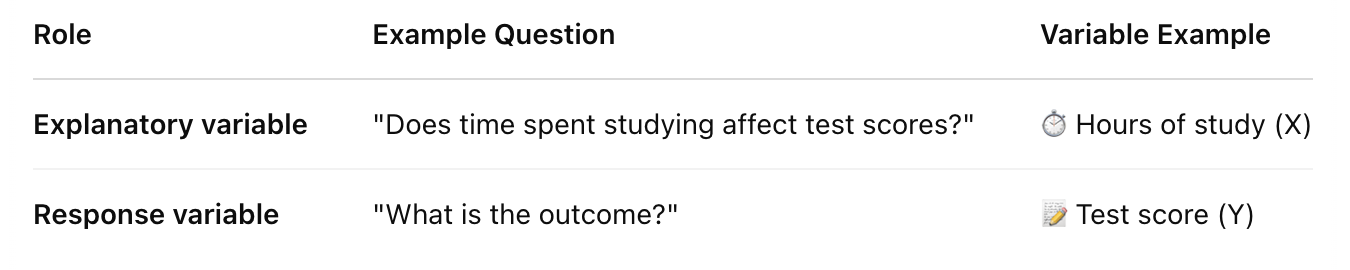 Role Example Question Variable Example
Explanatory variable "Does time spent studying affect test scores?" ⏱️ Hours of study (X)
Response variable "What is the outcome?" 📝 Test score (Y)